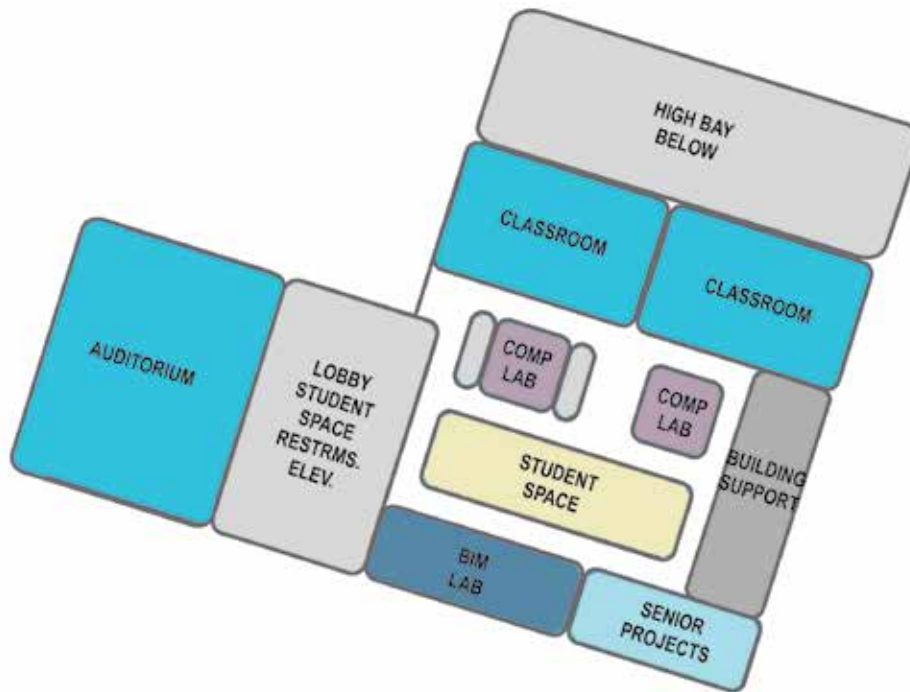 HIGH BAY
BELOW
CLASSROOM
CLASSROOM
AUDITORIUM
LOBBY
STUDENT
SPACE
RESTRMS.
ELEV.
COMP
LAB
COMP
LAB
BUILDING
SUPPORT
STUDENT
SPACE
BIM
LAB
SENIOR
PROJECTS